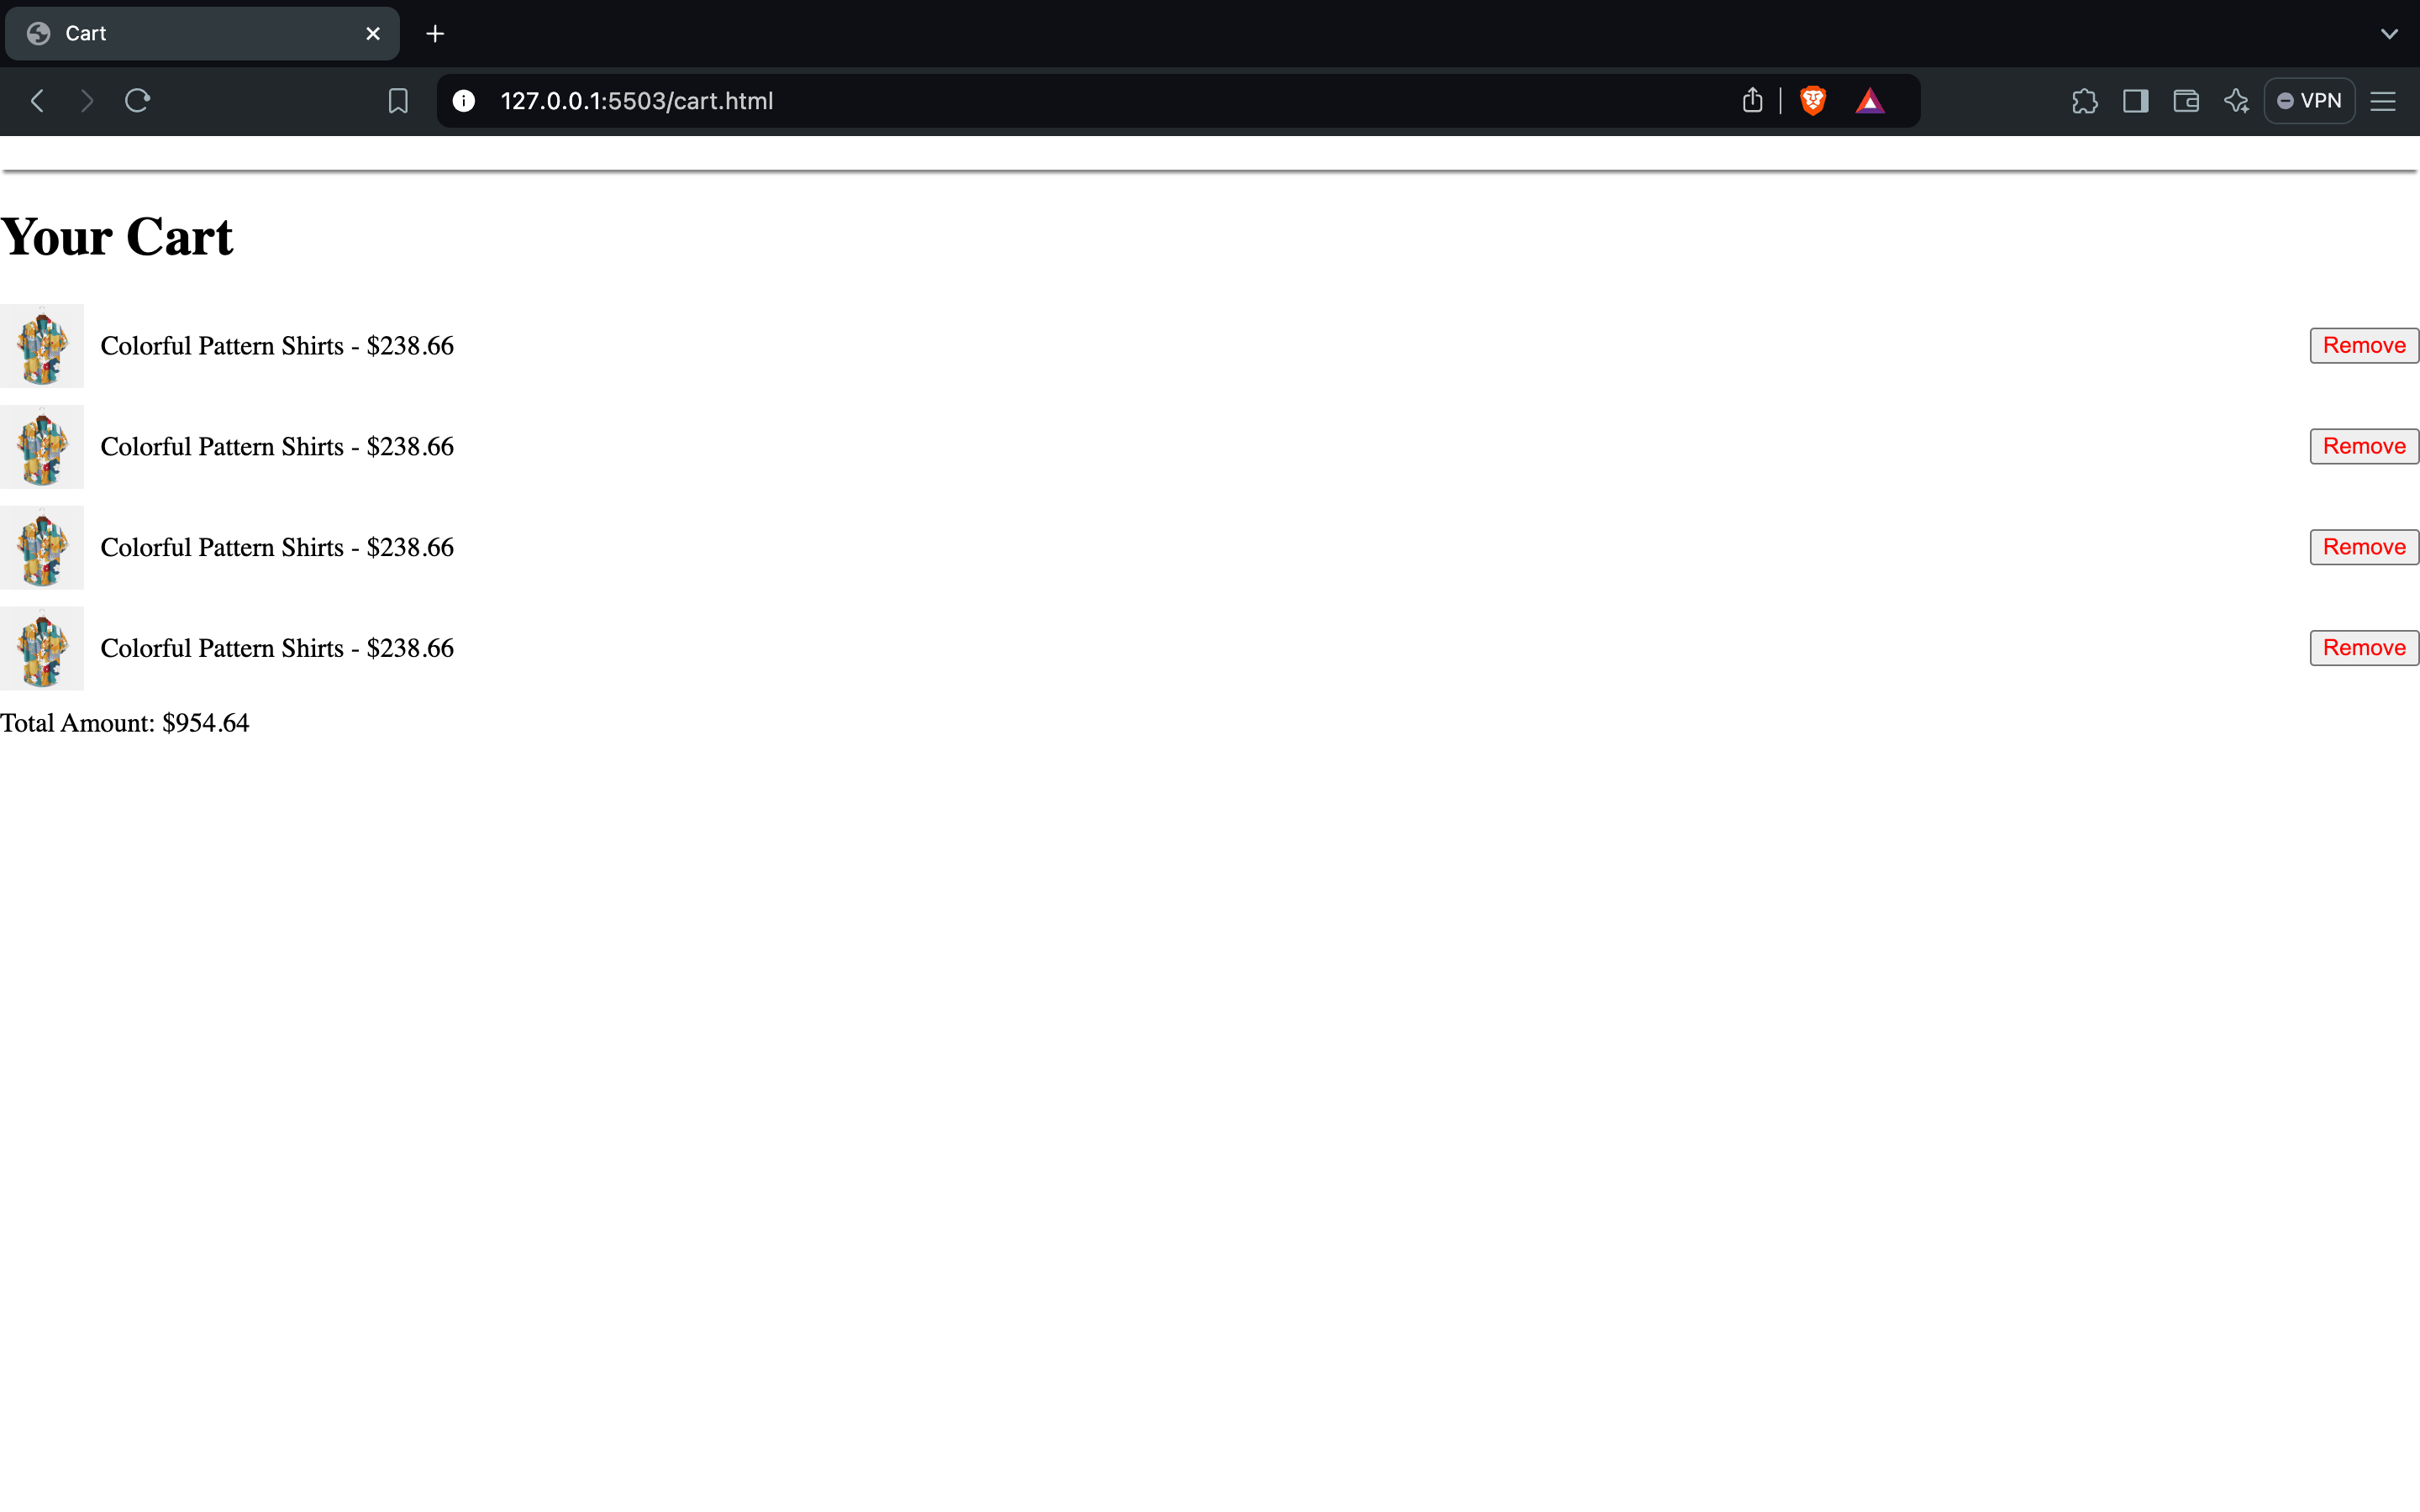 Cart
127.0.0.1:5503/cart.html
VPN
Your Cart
Colorful Pattern Shirts - $238.66 Remove
Colorful Pattern Shirts - $238.66 Remove
Colorful Pattern Shirts - $238.66 Remove
Colorful Pattern Shirts - $238.66 Remove
Total Amount: $954.64